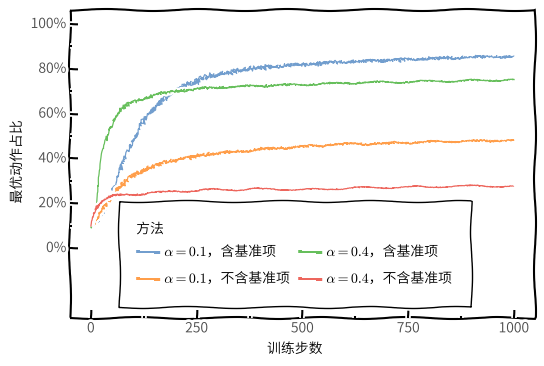 100%
80%
60%
40%
20%
0%
最优动作占比
方法
α = 0.1，含基准项
α = 0.4，含基准项
α = 0.1，不含基准项
α = 0.4，不含基准项
0 250 500 750 1000
训练步数